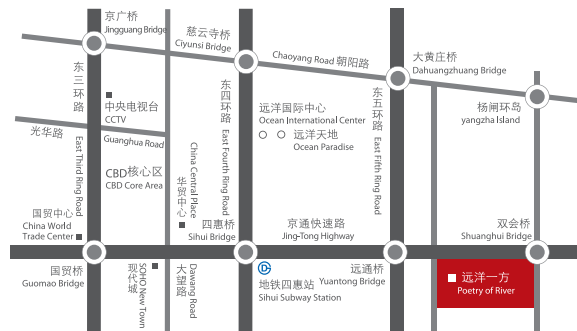 京广桥
Jingguang Bridge
慈云寺桥
Ciyunsi Bridge
Chaoyang Road 朝阳路
大黄庄桥
Dahuangzhuang Bridge
东三环路
East Third Ring Road
中央电视台
CCTV
光华路
Guanghua Road
东四环路
East Fourth Ring Road
远洋国际中心
Ocean International Center
远洋天地
Ocean Paradise
东五环路
East Fifth Ring Road
杨闸环岛
yangzha Island
CBD核心区
CBD Core Area
China Central Place
华贸中心
国贸中心
China World
Trade Center
四惠桥
Sihui Bridge
京通快速路
Jing-Tong Highway
双会桥
Shuanghui Bridge
国贸桥
Guomao Bridge
SOHO New Town
现代城
大望路
Dawang Road
地铁四惠站
Sihui Subway Station
远通桥
Yuantong Bridge
远洋一方
Poetry of River